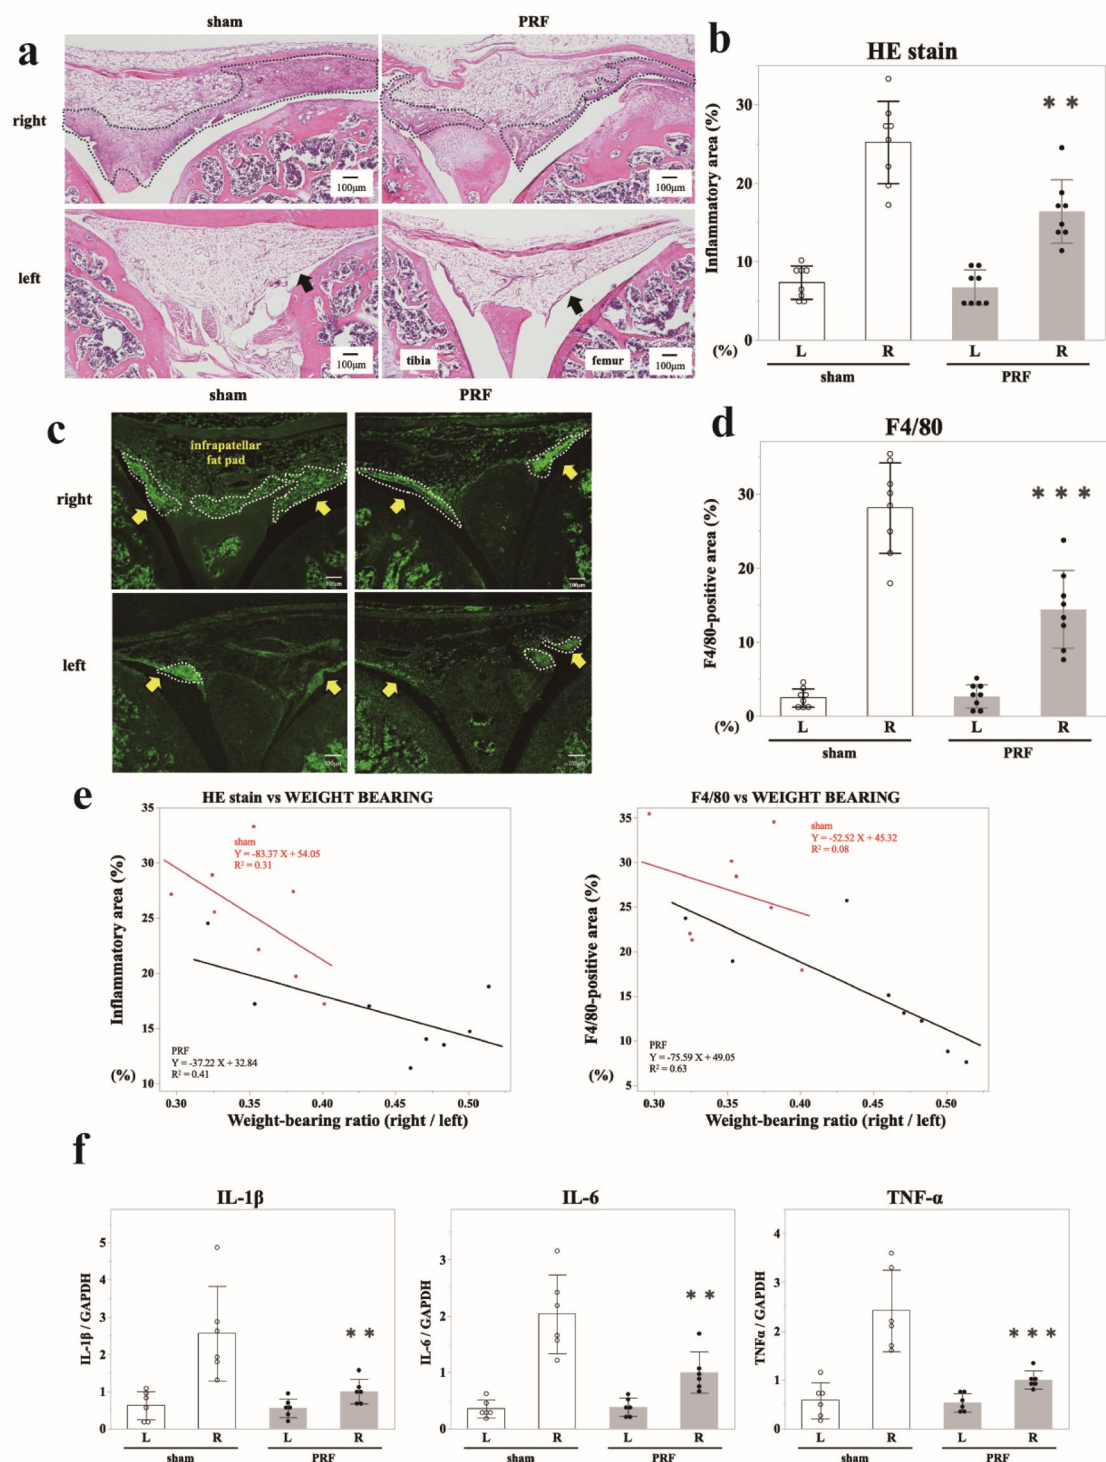 sham
PRF
a
right
100μm
100μm
left
100μm
tibia
femur
100μm
b
HE stain
Inflammatory area (%)
30
20
10
0
(%)
L
R
L
R
sham
PRF
**
sham
PRF
c
infrapatellar
fat pad
right
100μm
100μm
left
100μm
100μm
d
F4/80
F4/80-positive area (%)
30
20
10
0
(%)
L
R
L
R
sham
PRF
***
e
HE stain vs WEIGHT BEARING
Inflammatory area (%)
35
30
25
20
15
10
(%)
sham
Y = -83.37 X + 54.05
R² = 0.31
PRF
Y = -37.22 X + 32.84
R² = 0.41
0.30
0.35
0.40
0.45
0.50
Weight-bearing ratio (right / left)
F4/80 vs WEIGHT BEARING
F4/80-positive area (%)
35
30
25
20
15
10
5
(%)
sham
Y = -52.52 X + 45.32
R² = 0.08
PRF
Y = -75.59 X + 49.05
R² = 0.63
0.30
0.35
0.40
0.45
0.50
Weight-bearing ratio (right / left)
f
IL-1β
IL-1β / GAPDH
5
4
3
2
1
0
**
L
R
L
R
sham
PRF
IL-6
IL-6 / GAPDH
3
2
1
0
**
L
R
L
R
sham
PRF
TNF-α
TNFα / GAPDH
4
3
2
1
0
***
L
R
L
R
sham
PRF